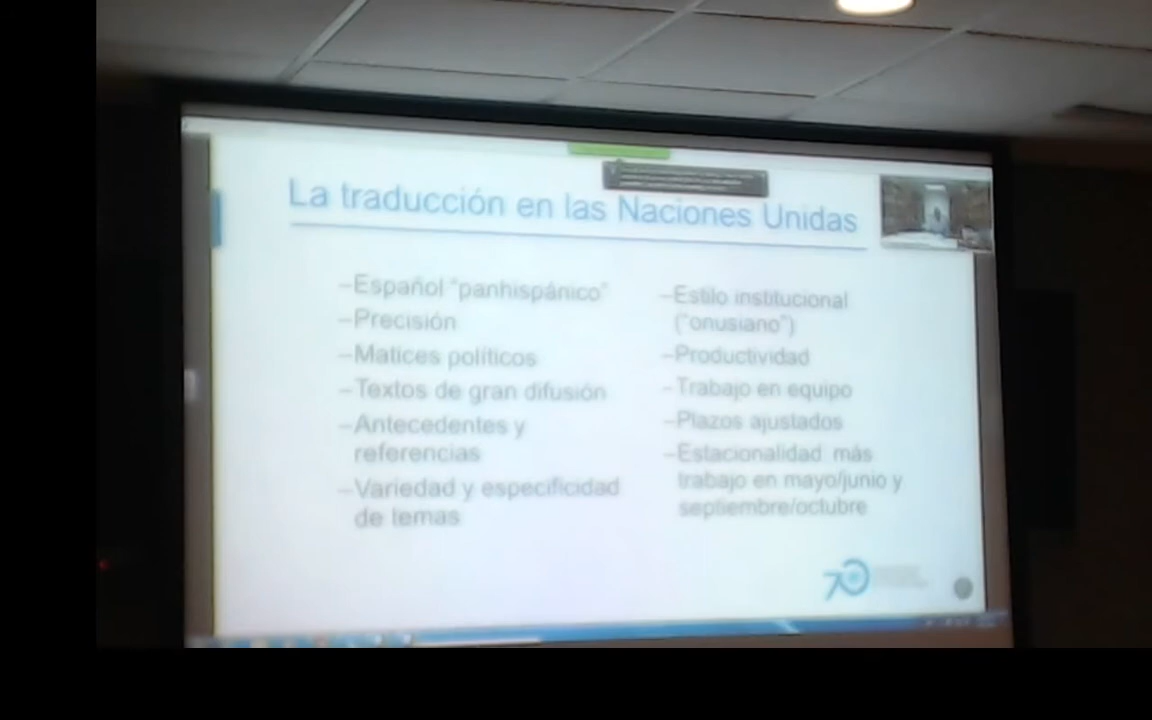 La traducción en las Naciones Unidas
–Español "panhispánico"
–Precisión
–Matices políticos
–Textos de gran difusión
–Antecedentes y
referencias
–Variedad y especificidad
de temas
–Estilo institucional
("onusiano")
–Productividad
–Trabajo en equipo
–Plazos ajustados
–Estacionalidad más
trabajo en mayo/junio y
septiembre/octubre
70